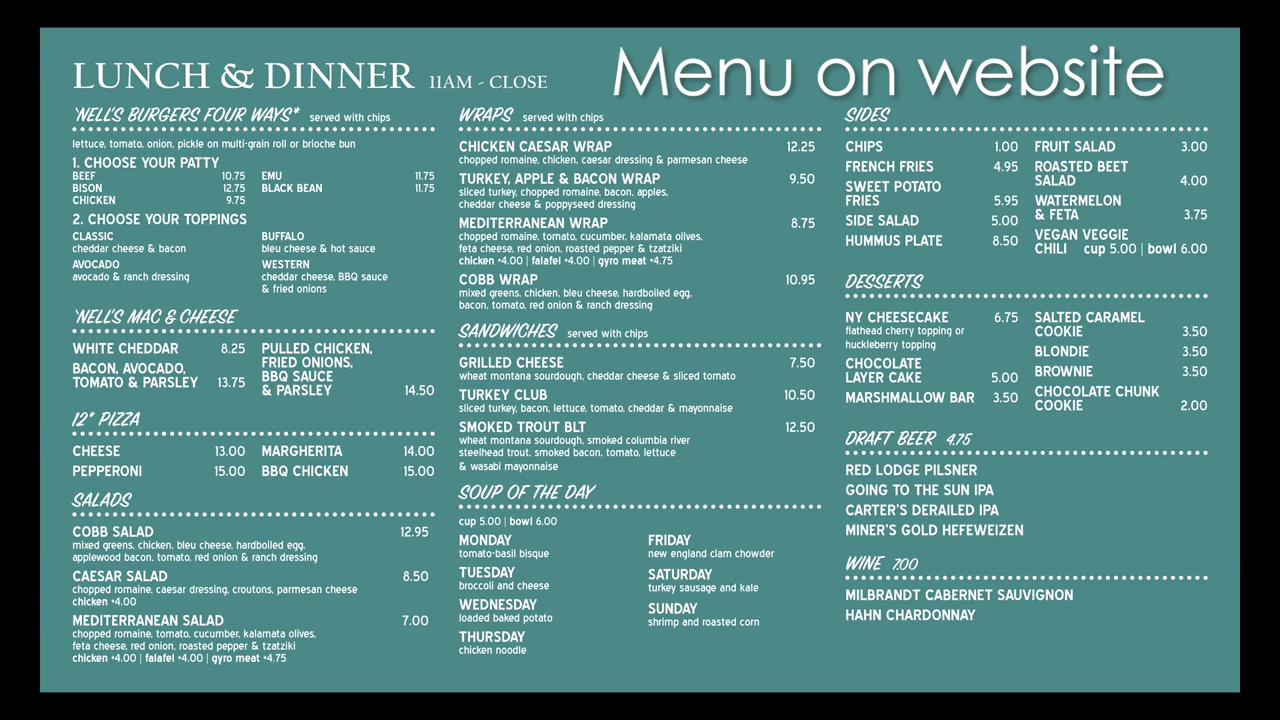 LUNCH & DINNER 11AM - CLOSE
Menu on website
'NELL'S BURGERS FOUR WAYS* served with chips
lettuce, tomato, onion, pickle on multi-grain roll or brioche bun
1. CHOOSE YOUR PATTY
BEEF 10.75 EMU 11.75
BISON 12.75 BLACK BEAN 11.75
CHICKEN 9.75
2. CHOOSE YOUR TOPPINGS
CLASSIC
cheddar cheese & bacon
BUFFALO
bleu cheese & hot sauce
AVOCADO
avocado & ranch dressing
WESTERN
cheddar cheese, BBQ sauce
& fried onions
'NELL'S MAC & CHEESE
WHITE CHEDDAR 8.25
BACON, AVOCADO,
TOMATO & PARSLEY 13.75
PULLED CHICKEN,
FRIED ONIONS,
BBQ SAUCE
& PARSLEY 14.50
12" PIZZA
CHEESE 13.00 MARGHERITA 14.00
PEPPERONI 15.00 BBQ CHICKEN 15.00
SALADS
COBB SALAD 12.95
mixed greens, chicken, bleu cheese, hardboiled egg,
applewood bacon, tomato, red onion & ranch dressing
CAESAR SALAD 8.50
chopped romaine, caesar dressing, croutons, parmesan cheese
chicken +4.00
MEDITERRANEAN SALAD 7.00
chopped romaine, tomato, cucumber, kalamata olives,
feta cheese, red onion, roasted pepper & tzatziki
chicken +4.00 | falafel +4.00 | gyro meat +4.75
WRAPS served with chips
CHICKEN CAESAR WRAP 12.25
chopped romaine, chicken, caesar dressing & parmesan cheese
TURKEY, APPLE & BACON WRAP 9.50
sliced turkey, chopped romaine, bacon, apples,
cheddar cheese & poppyseed dressing
MEDITERRANEAN WRAP 8.75
chopped romaine, tomato, cucumber, kalamata olives,
feta cheese, red onion, roasted pepper & tzatziki
chicken +4.00 | falafel +4.00 | gyro meat +4.75
COBB WRAP 10.95
mixed greens, chicken, bleu cheese, hardboiled egg,
bacon, tomato, red onion & ranch dressing
SANDWICHES served with chips
GRILLED CHEESE 7.50
wheat montana sourdough, cheddar cheese & sliced tomato
TURKEY CLUB 10.50
sliced turkey, bacon, lettuce, tomato, cheddar & mayonnaise
SMOKED TROUT BLT 12.50
wheat montana sourdough, smoked columbia river
steelhead trout, smoked bacon, tomato, lettuce
& wasabi mayonnaise
SOUP OF THE DAY
cup 5.00 | bowl 6.00
MONDAY
tomato-basil bisque
TUESDAY
broccoli and cheese
WEDNESDAY
loaded baked potato
THURSDAY
chicken noodle
FRIDAY
new england clam chowder
SATURDAY
turkey sausage and kale
SUNDAY
shrimp and roasted corn
SIDES
CHIPS 1.00
FRENCH FRIES 4.95
SWEET POTATO
FRIES 5.95
SIDE SALAD 5.00
HUMMUS PLATE 8.50
FRUIT SALAD 3.00
ROASTED BEET
SALAD 4.00
WATERMELON
& FETA 3.75
VEGAN VEGGIE
CHILI cup 5.00 | bowl 6.00
DESSERTS
NY CHEESECAKE 6.75
flathead cherry topping or
huckleberry topping
CHOCOLATE
LAYER CAKE 5.00
MARSHMALLOW BAR 3.50
SALTED CARAMEL
COOKIE 3.50
BLONDIE 3.50
BROWNIE 3.50
CHOCOLATE CHUNK
COOKIE 2.00
DRAFT BEER 4.75
RED LODGE PILSNER
GOING TO THE SUN IPA
CARTER'S DERAILED IPA
MINER'S GOLD HEFEWEIZEN
WINE 7.00
MILBRANDT CABERNET SAUVIGNON
HAHN CHARDONNAY